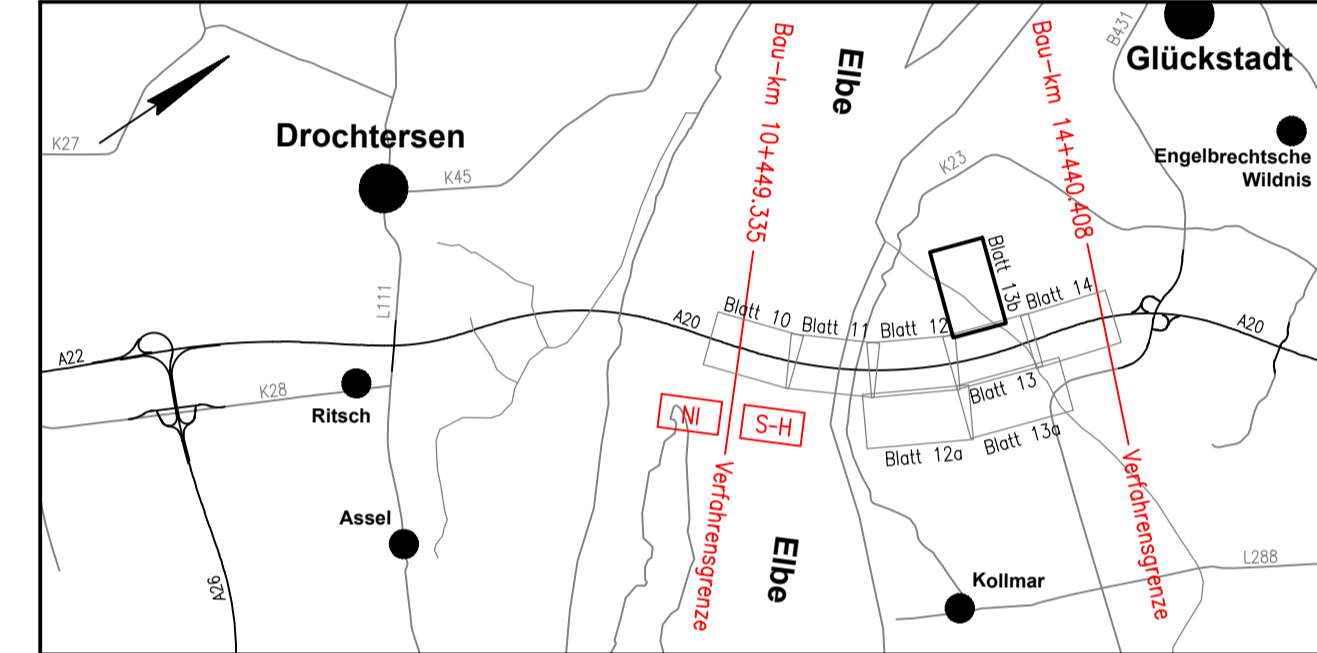 Glückstadt
B431
Engelbrechtsche
Wildnis
Elbe
Bau-km 10+449.335
Bau-km 14+440.408
Drochtersen
K27
K45
K23
L111
A22
K28
Ritsch
A20
Blatt 10
Blatt 11
Blatt 12
Blatt 13b
Blatt 14
A20
Blatt 13
Blatt 12a
Blatt 13a
NI
S-H
Verfahrensgrenze
Verfahrensgrenze
Assel
A26
Elbe
Kollmar
L288